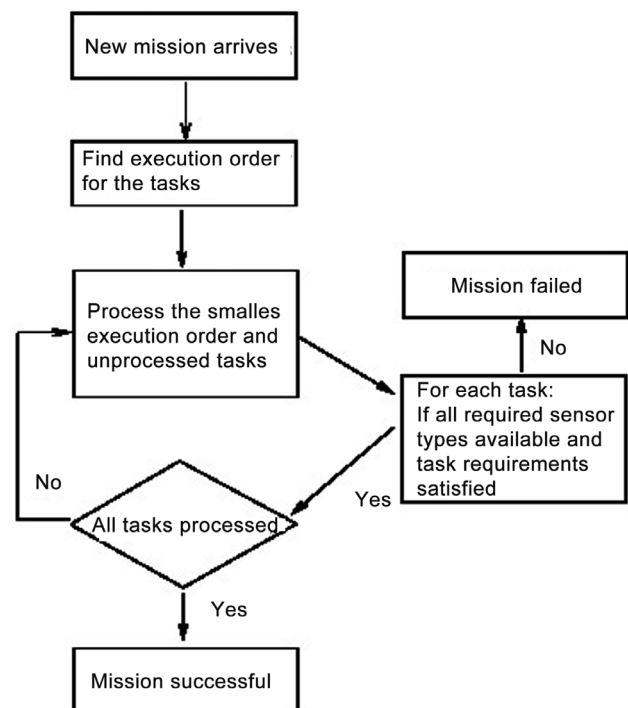 New mission arrives
Find execution order
for the tasks
Process the smalles
execution order and
unprocessed tasks
Mission failed
No
For each task:
If all required sensor
types available and
task requirements
satisfied
Yes
No
All tasks processed
Yes
Mission successful